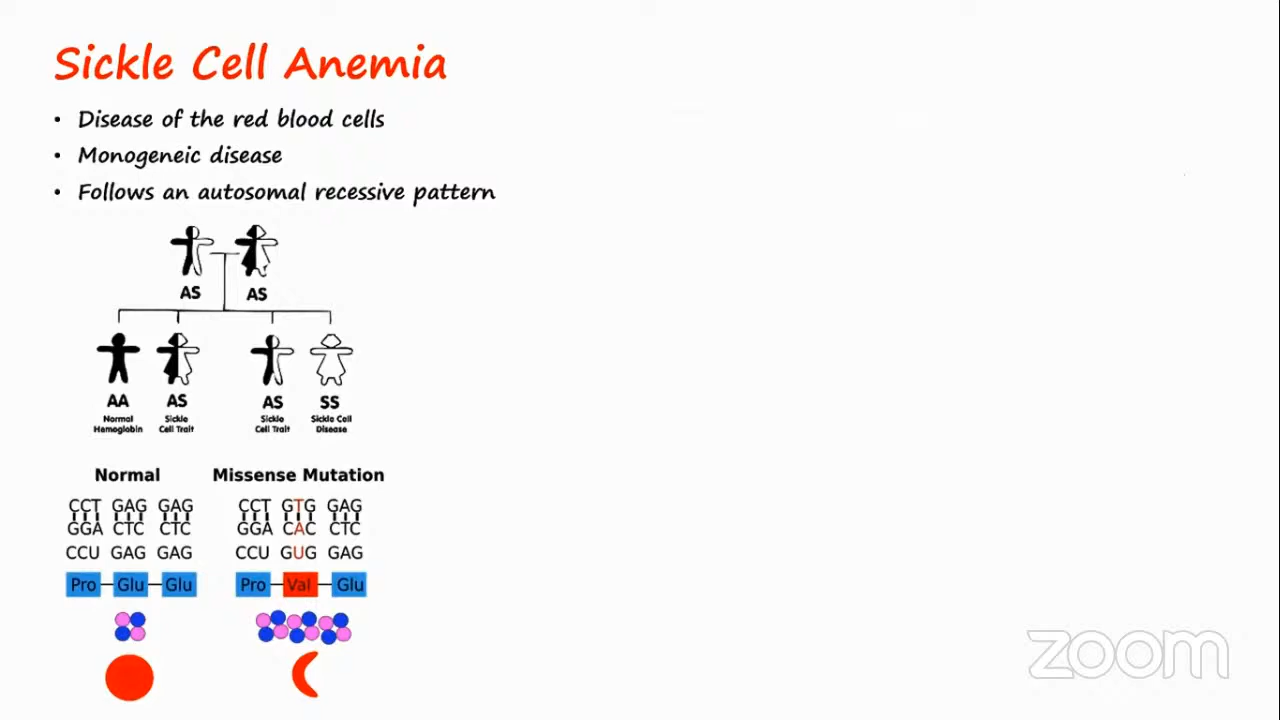 Sickle Cell Anemia
• Disease of the red blood cells
• Monogeneic disease
• Follows an autosomal recessive pattern
AS AS
AA AS AS SS
Normal Hemoglobin
Sickle Cell Trait
Sickle Cell Trait
Sickle Cell Disease
Normal
CCT GAG GAG
GGA CTC CTC
CCU GAG GAG
Pro Glu Glu
Missense Mutation
CCT GTG GAG
GGA CAC CTC
CCU GUG GAG
Pro Val Glu
zoom